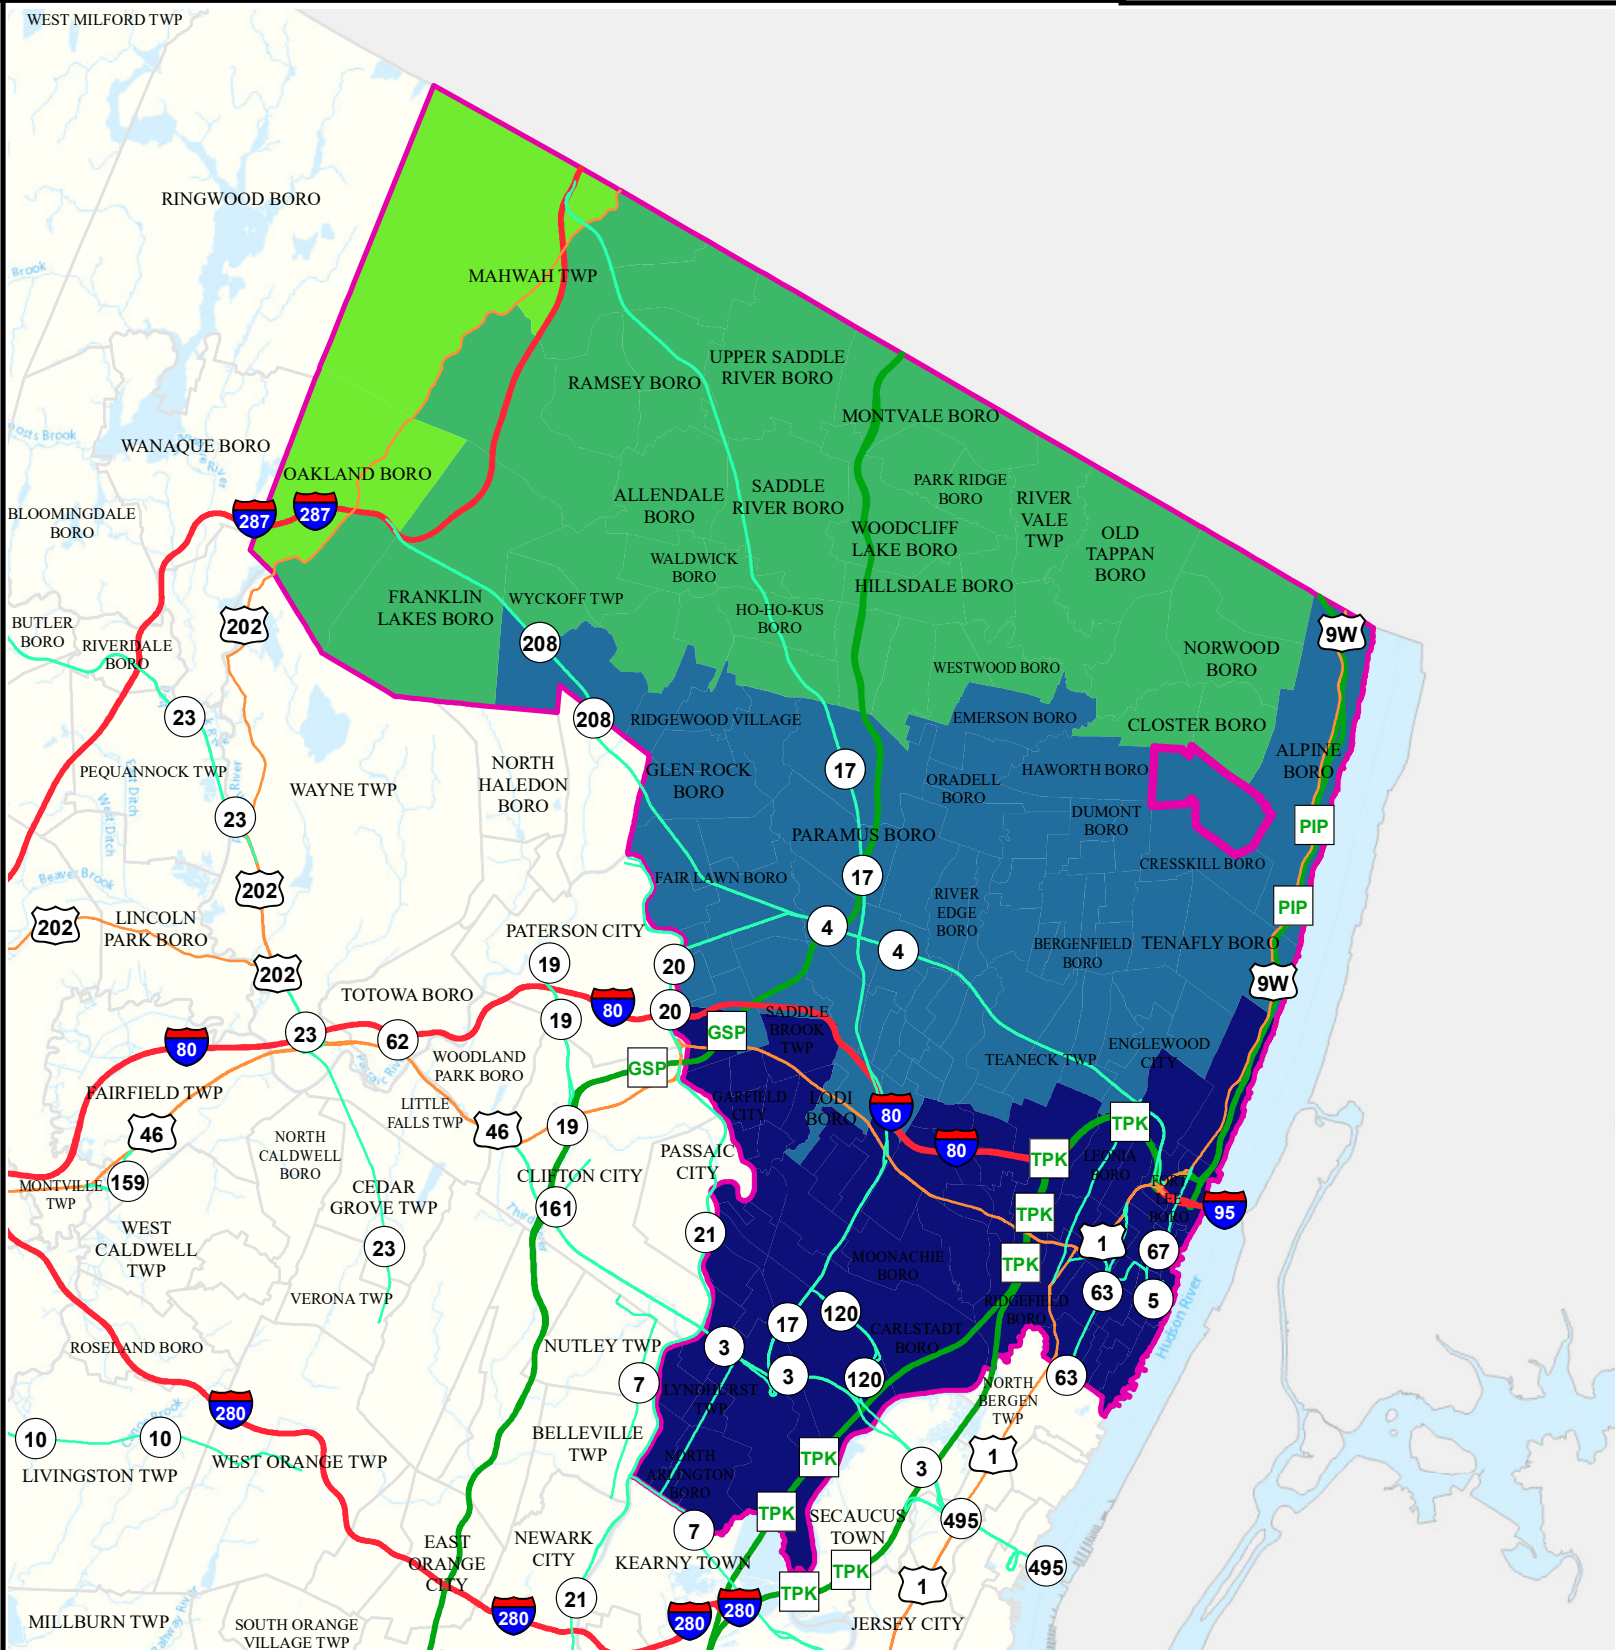 WEST MILFORD TWP
RINGWOOD BORO
MAHWAH TWP
Brook
UPPER SADDLE
RIVER BORO
RAMSEY BORO
MONTVALE BORO
Brook
WANAQUE BORO
River
OAKLAND BORO
PARK RIDGE
BORO
SADDLE
RIVER BORO
ALLENDALE
BORO
RIVER
VALE
TWP
BLOOMINGDALE
BORO
287
287
WOODCLIFF
LAKE BORO
OLD
TAPPAN
BORO
WALDWICK
BORO
HILLSDALE BORO
FRANKLIN
LAKES BORO
WYCKOFF TWP
HO-HO-KUS
BORO
BUTLER
BORO
202
RIVERDALE
BORO
208
9W
NORWOOD
BORO
WESTWOOD BORO
23
208
RIDGEWOOD VILLAGE
EMERSON BORO
CLOSTER BORO
PEQUANNOCK TWP
WAYNE TWP
NORTH
HALEDON
BORO
GLEN ROCK
BORO
17
ORADELL
BORO
HAWORTH BORO
ALPINE
BORO
West Ditch
River
23
DUMONT
BORO
PIP
PARAMUS BORO
CRESSKILL BORO
Beaver Brook
202
FAIR LAWN BORO
17
202
LINCOLN
PARK BORO
PATERSON CITY
4
4
RIVER
EDGE
BORO
PIP
BERGENFIELD
BORO
TENAFLY BORO
202
19
20
9W
TOTOWA BORO
80
20
19
SADDLE
BROOK
TWP
23
62
GSP
80
WOODLAND
PARK BORO
GSP
TEANECK TWP
ENGLEWOOD
CITY
FAIRFIELD TWP
LITTLE
FALLS TWP
GARFIELD
CITY
LODI
BORO
80
46
46
19
TPK
NORTH
CALDWELL
BORO
PASSAIC
CITY
80
TPK
LEONIA
BORO
MONTVILLE
TWP
159
CEDAR
GROVE TWP
CLIFTON CITY
161
FORT
LEE
BORO
95
TPK
WEST
CALDWELL
TWP
23
21
1
67
MOONACHIE
BORO
TPK
VERONA TWP
RIDGEFIELD
BORO
63
5
Hudson River
17
120
ROSELAND BORO
NUTLEY TWP
3
CARLSTADT
BORO
7
LYNDHURST
TWP
3
120
63
NORTH
BERGEN
TWP
280
10
10
BELLEVILLE
TWP
LIVINGSTON TWP
WEST ORANGE TWP
NORTH
ARLINGTON
BORO
TPK
3
1
TPK
SECAUCUS
TOWN
495
7
EAST
ORANGE
CITY
NEWARK
CITY
KEARNY TOWN
TPK
495
TPK
1
21
280
280
280
MILLBURN TWP
SOUTH ORANGE
VILLAGE TWP
JERSEY CITY